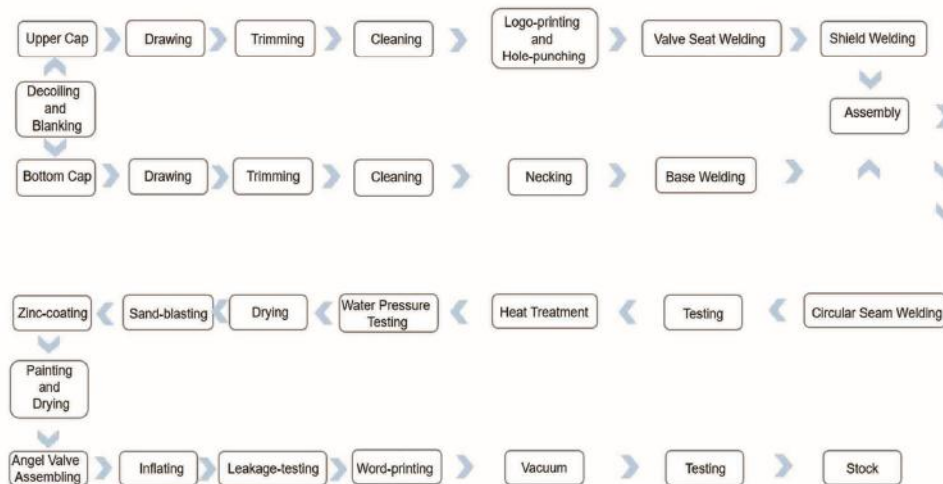 Upper Cap
Drawing
Trimming
Cleaning
Logo-printing
and
Hole-punching
Valve Seat Welding
Shield Welding
Decoiling
and
Blanking
Assembly
Bottom Cap
Drawing
Trimming
Cleaning
Necking
Base Welding
Zinc-coating
Sand-blasting
Drying
Water Pressure
Testing
Heat Treatment
Testing
Circular Seam Welding
Painting
and
Drying
Angel Valve
Assembling
Inflating
Leakage-testing
Word-printing
Vacuum
Testing
Stock